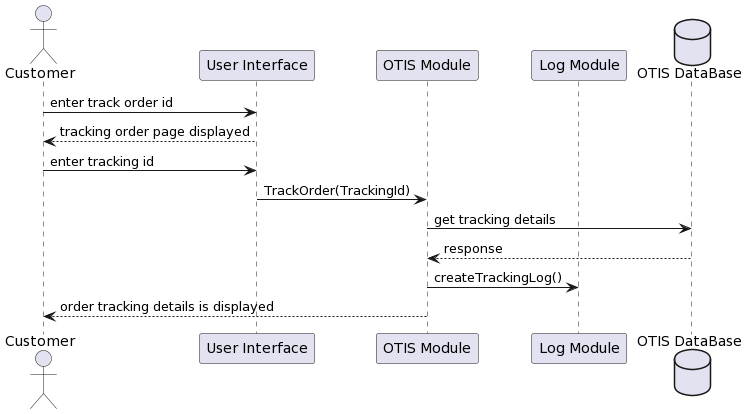 Customer
User Interface
OTIS Module
Log Module
OTIS DataBase
enter track order id
tracking order page displayed
enter tracking id
TrackOrder(TrackingId)
get tracking details
response
createTrackingLog()
order tracking details is displayed
Customer
User Interface
OTIS Module
Log Module
OTIS DataBase